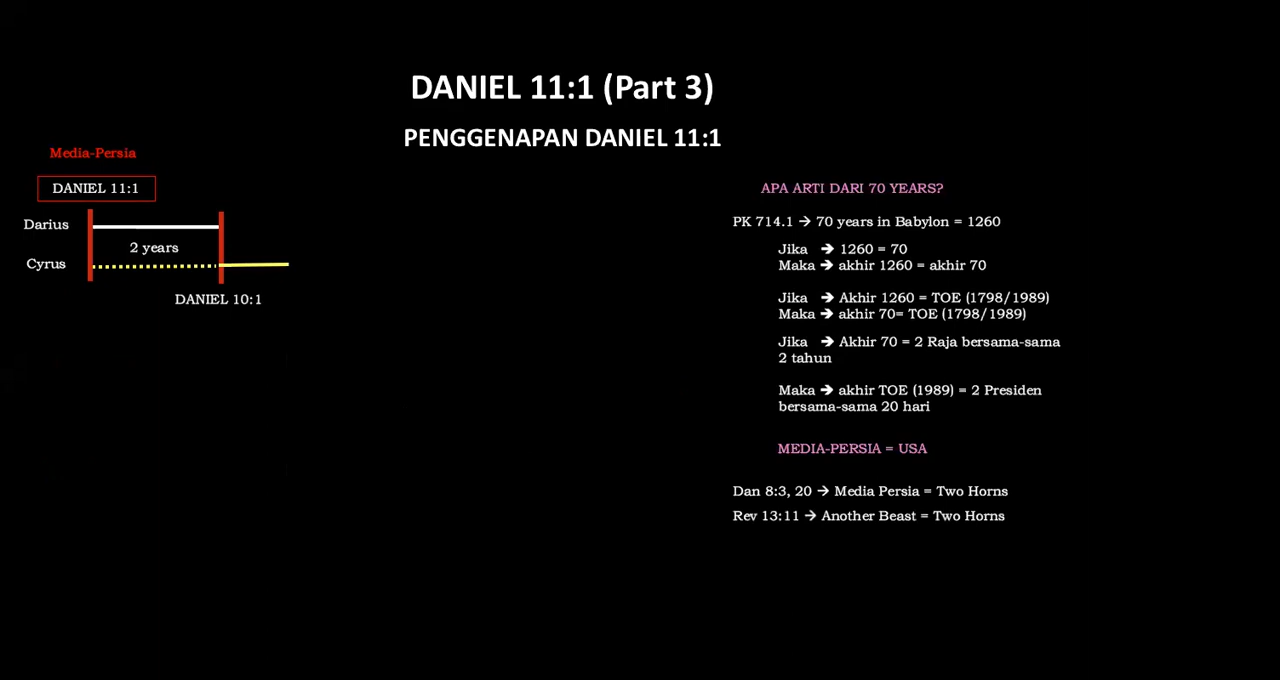 DANIEL 11:1 (Part 3)
PENGGENAPAN DANIEL 11:1
Media-Persia
DANIEL 11:1
Darius
2 years
Cyrus
DANIEL 10:1
APA ARTI DARI 70 YEARS?
PK 714.1 → 70 years in Babylon = 1260
Jika ➔ 1260 = 70
Maka ➔ akhir 1260 = akhir 70
Jika ➔ Akhir 1260 = TOE (1798/1989)
Maka ➔ akhir 70= TOE (1798/1989)
Jika ➔ Akhir 70 = 2 Raja bersama-sama
2 tahun
Maka ➔ akhir TOE (1989) = 2 Presiden
bersama-sama 20 hari
MEDIA-PERSIA = USA
Dan 8:3, 20 → Media Persia = Two Horns
Rev 13:11 → Another Beast = Two Horns